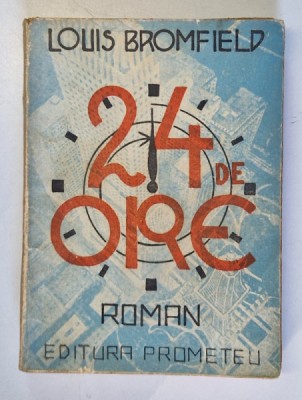 LOUIS BROMFIELD
24 DE
ORE
ROMAN
EDITURA PROMETEU